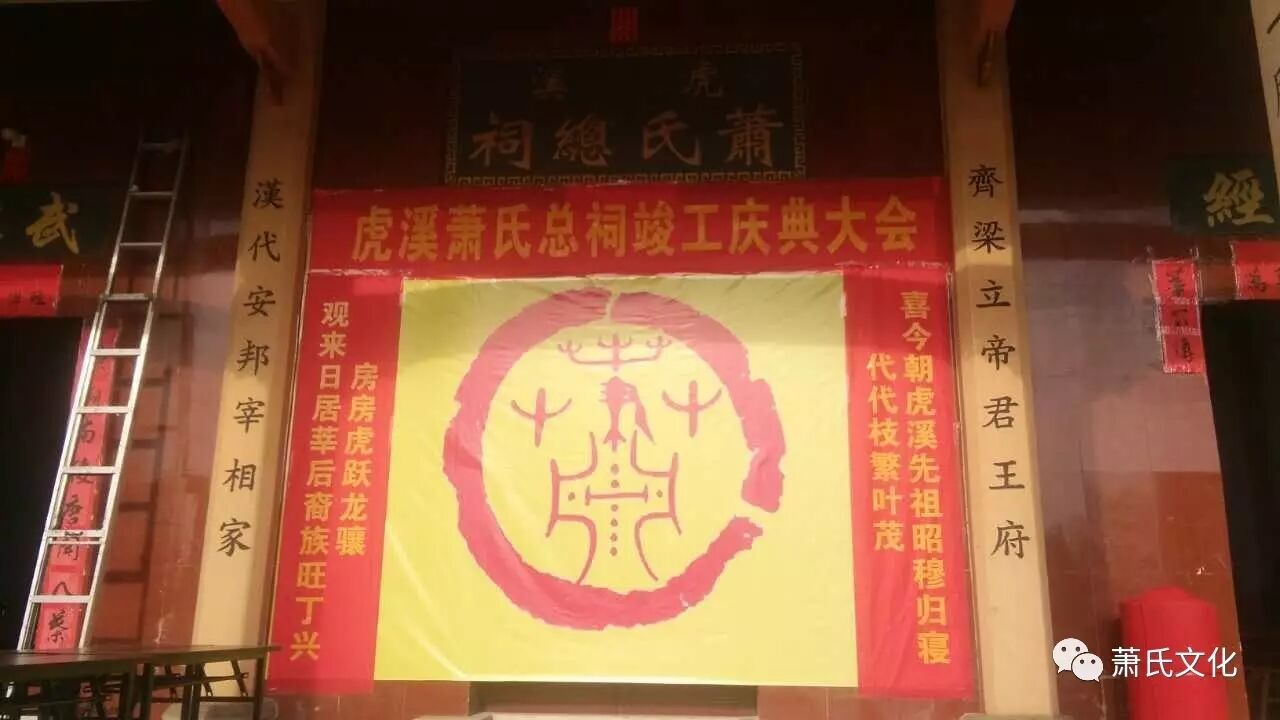 虎溪
蕭氏總祠
虎溪萧氏总祠竣工庆典大会
齊梁立帝君王府
漢代安邦宰相家
喜今朝虎溪先祖昭穆归寝
代代枝繁叶茂
观来日居莘后裔族旺丁兴
房房虎跃龙骧
經
武
萧氏文化